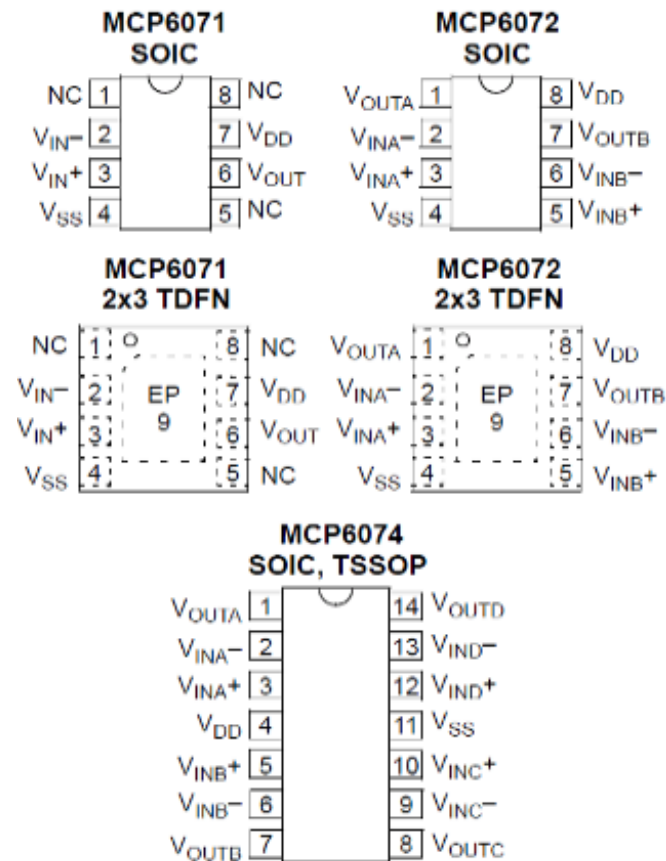 MCP6071
SOIC
NC 1 8 NC
VIN– 2 7 VDD
VIN+ 3 6 VOUT
VSS 4 5 NC
MCP6072
SOIC
VOUTA 1 8 VDD
VINA– 2 7 VOUTB
VINA+ 3 6 VINB–
VSS 4 5 VINB+
MCP6071
2x3 TDFN
NC 1 8 NC
VIN– 2 EP 7 VDD
VIN+ 3 9 6 VOUT
VSS 4 5 NC
MCP6072
2x3 TDFN
VOUTA 1 8 VDD
VINA– 2 EP 7 VOUTB
VINA+ 3 9 6 VINB–
VSS 4 5 VINB+
MCP6074
SOIC, TSSOP
VOUTA 1 14 VOUTD
VINA– 2 13 VIND–
VINA+ 3 12 VIND+
VDD 4 11 VSS
VINB+ 5 10 VINC+
VINB– 6 9 VINC–
VOUTB 7 8 VOUTC